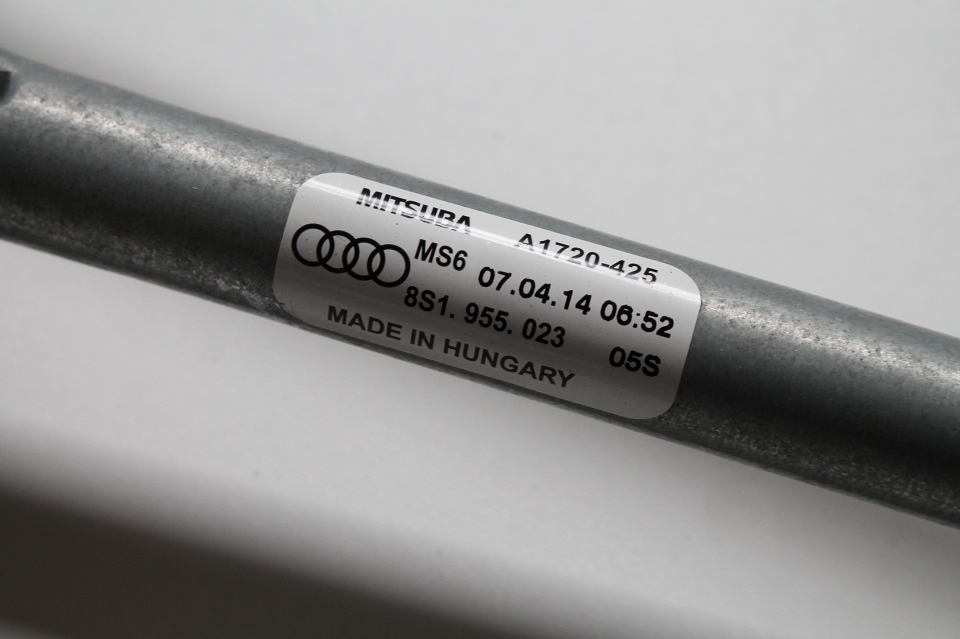 MITSUBA A1720-425
MS6 07.04.14 06:52
8S1. 955. 023 05S
MADE IN HUNGARY